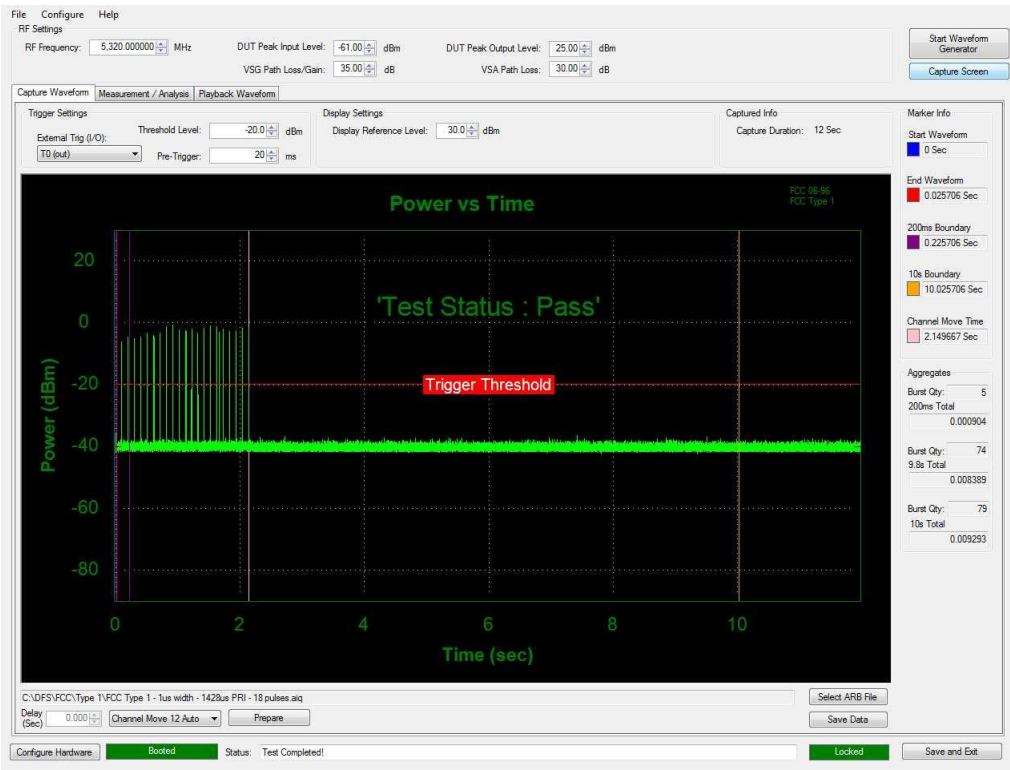 File Configure Help
RF Settings
RF Frequency: 5,320.000000 MHz DUT Peak Input Level: -61.00 dBm DUT Peak Output Level: 25.00 dBm
VSG Path Loss/Gain: 35.00 dB VSA Path Loss: 30.00 dB
Start Waveform
Generator
Capture Screen
Capture Waveform Measurement / Analysis Playback Waveform
Trigger Settings
External Trig (I/O):
T0 (out)
Threshold Level: -20.0 dBm
Pre-Trigger: 20 ms
Display Settings
Display Reference Level: 30.0 dBm
Captured Info
Capture Duration: 12 Sec
Marker Info
Start Waveform
0 Sec
End Waveform
0.025706 Sec
200ms Boundary
0.225706 Sec
10s Boundary
10.025706 Sec
Channel Move Time
2.149667 Sec
Aggregates
Burst Qty: 5
200ms Total
0.000904
Burst Qty: 74
9.8s Total
0.008389
Burst Qty: 79
10s Total
0.009293
Power vs Time
FCC 06-96
FCC Type 1
'Test Status : Pass'
Trigger Threshold
Power (dBm)
20
0
-20
-40
-60
-80
0 2 4 6 8 10
Time (sec)
C:\DFS\FCC\Type 1\FCC Type 1 - 1us width - 1428us PRI - 18 pulses.aiq
Select ARB File
Delay
(Sec) 0.000 Channel Move 12 Auto Prepare
Save Data
Configure Hardware Booted Status: Test Completed! Locked Save and Exit